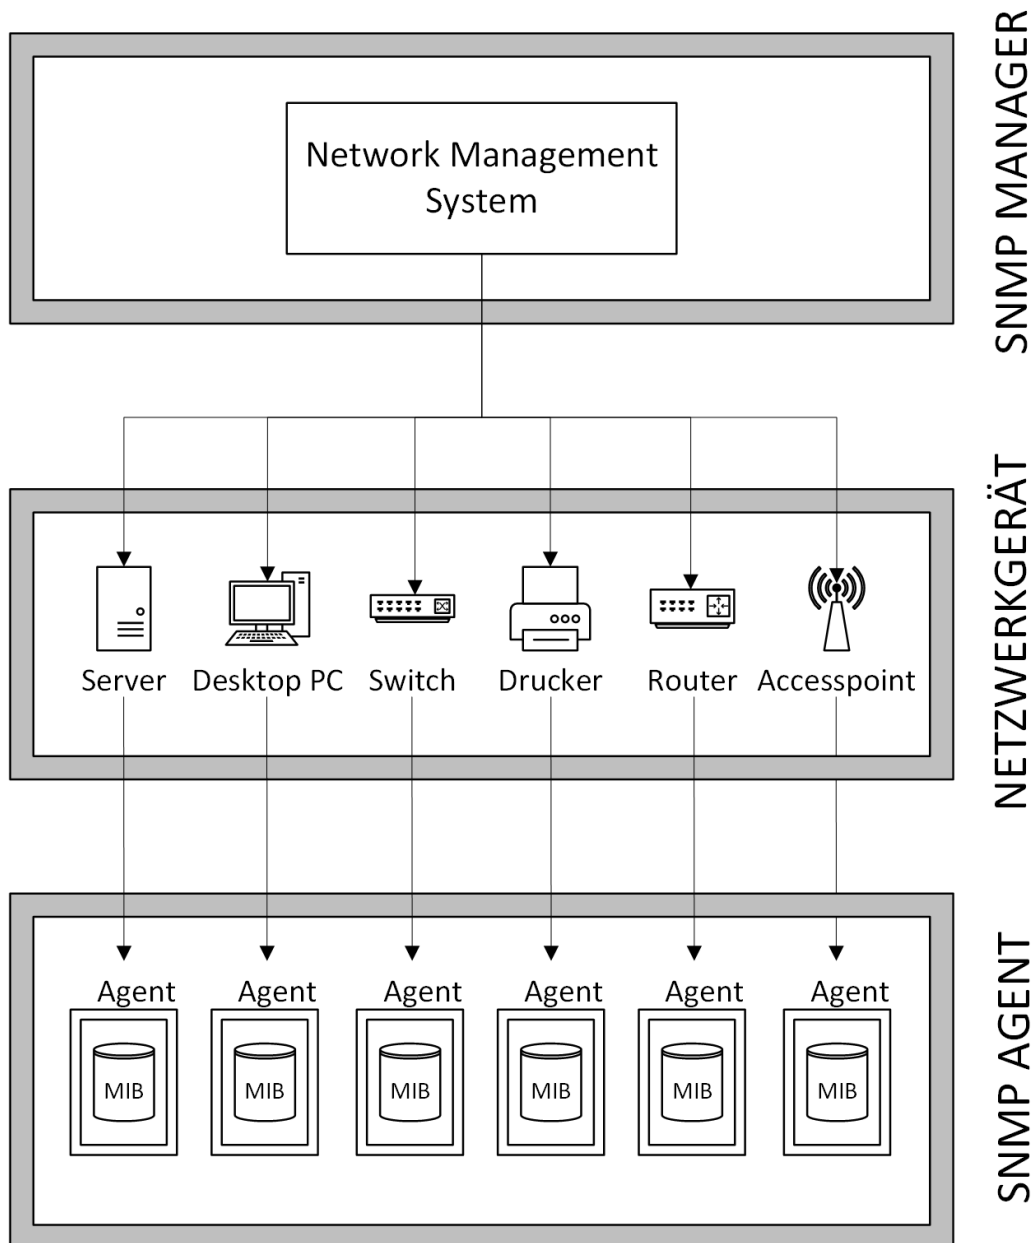 SNMP MANAGER
Network Management
System
NETZWERKGERÄT
Server
Desktop PC
Switch
Drucker
Router
Accesspoint
SNMP AGENT
Agent
Agent
Agent
Agent
Agent
Agent
MIB
MIB
MIB
MIB
MIB
MIB